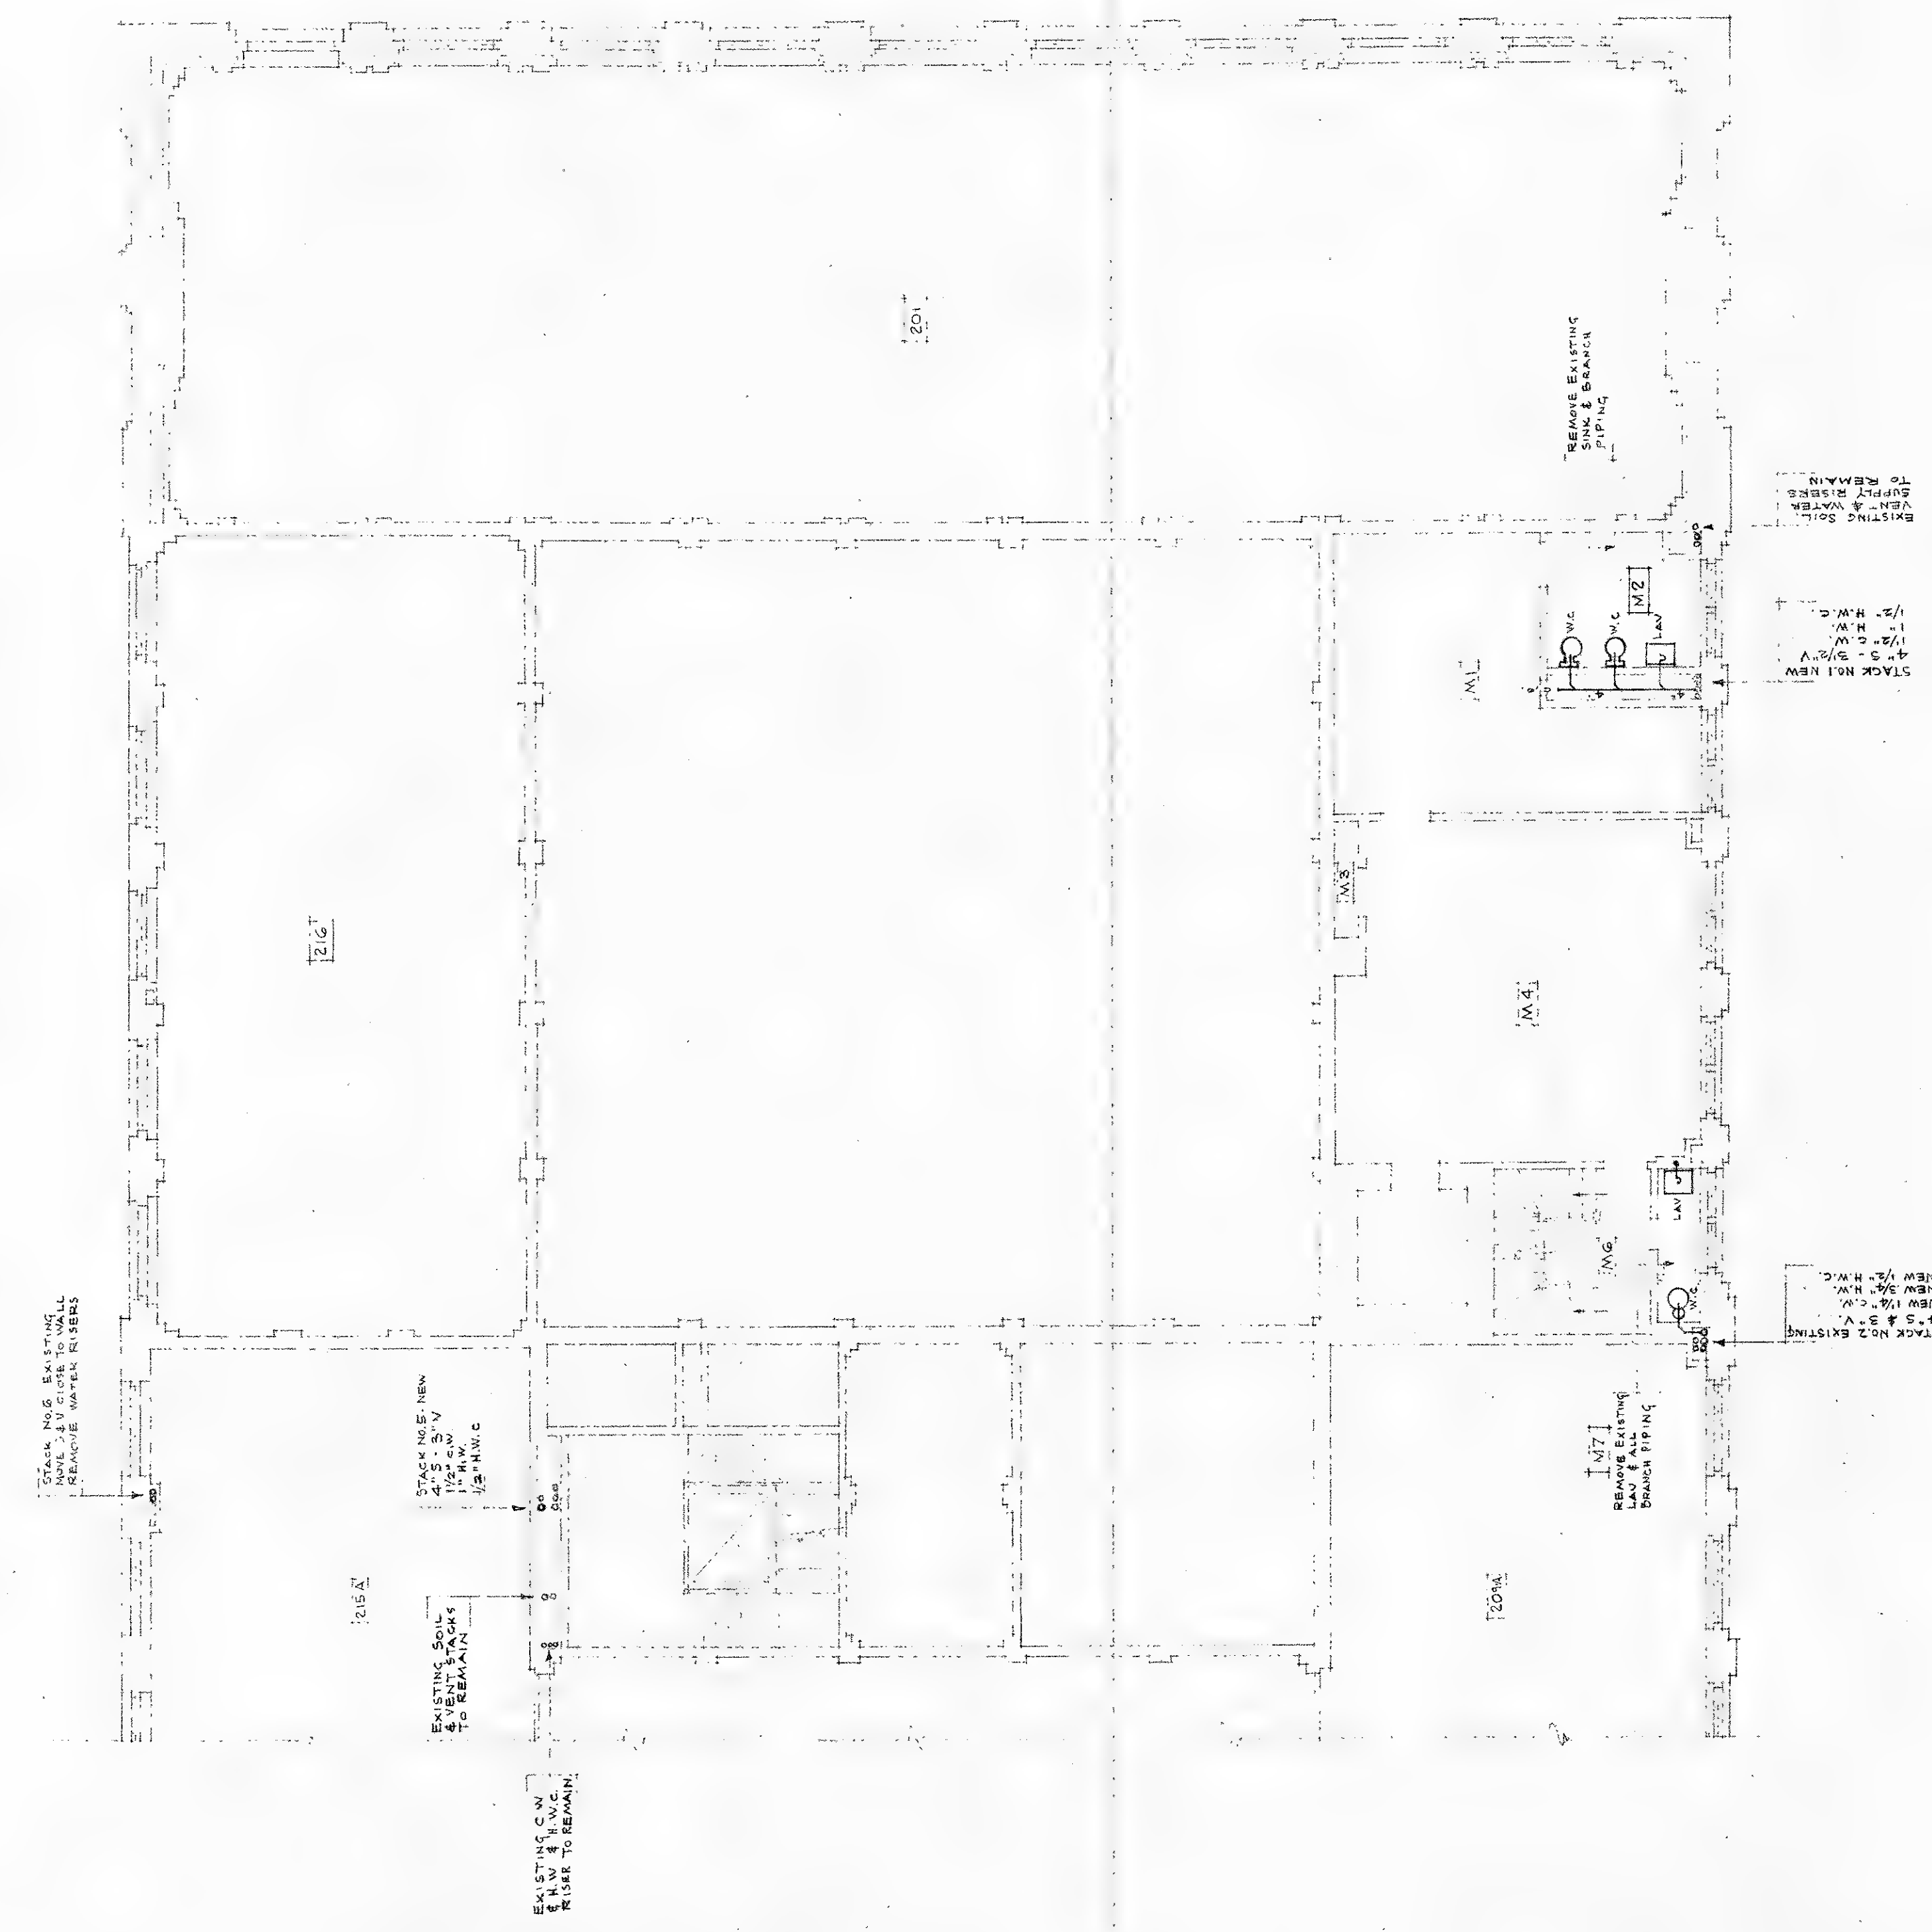 STACK No.6 EXISTING
MOVE S & V CLOSE TO WALL
REMOVE WATER RISERS
STACK No.5 - NEW
4" S - 3" V
1 1/2" C.W.
1" H.W.
1/2" H.W.C
EXISTING SOIL
& VENT STACKS
TO REMAIN
EXISTING C W
& H.W & H.W.C.
RISER TO REMAIN
215A
216
201
REMOVE EXISTING
SINK & BRANCH
PIPING
EXISTING SOIL,
VENT & WATER
SUPPLY RISERS
TO REMAIN
STACK No.1 NEW
4" S - 3 1/2" V
1 1/2" C.W.
1" H.W.
1/2" H.W.C.
M1
M2
W.C
W.C
LAV
M3
M4
LAV
M6
W.C.
TACK No.2 EXISTING
4" S & 3" V.
EW 1 1/4" C.W.
NEW 3/4" H.W.
NEW 1/2" H.W.C.
M7
REMOVE EXISTING
LAV & ALL
BRANCH PIPING
209A